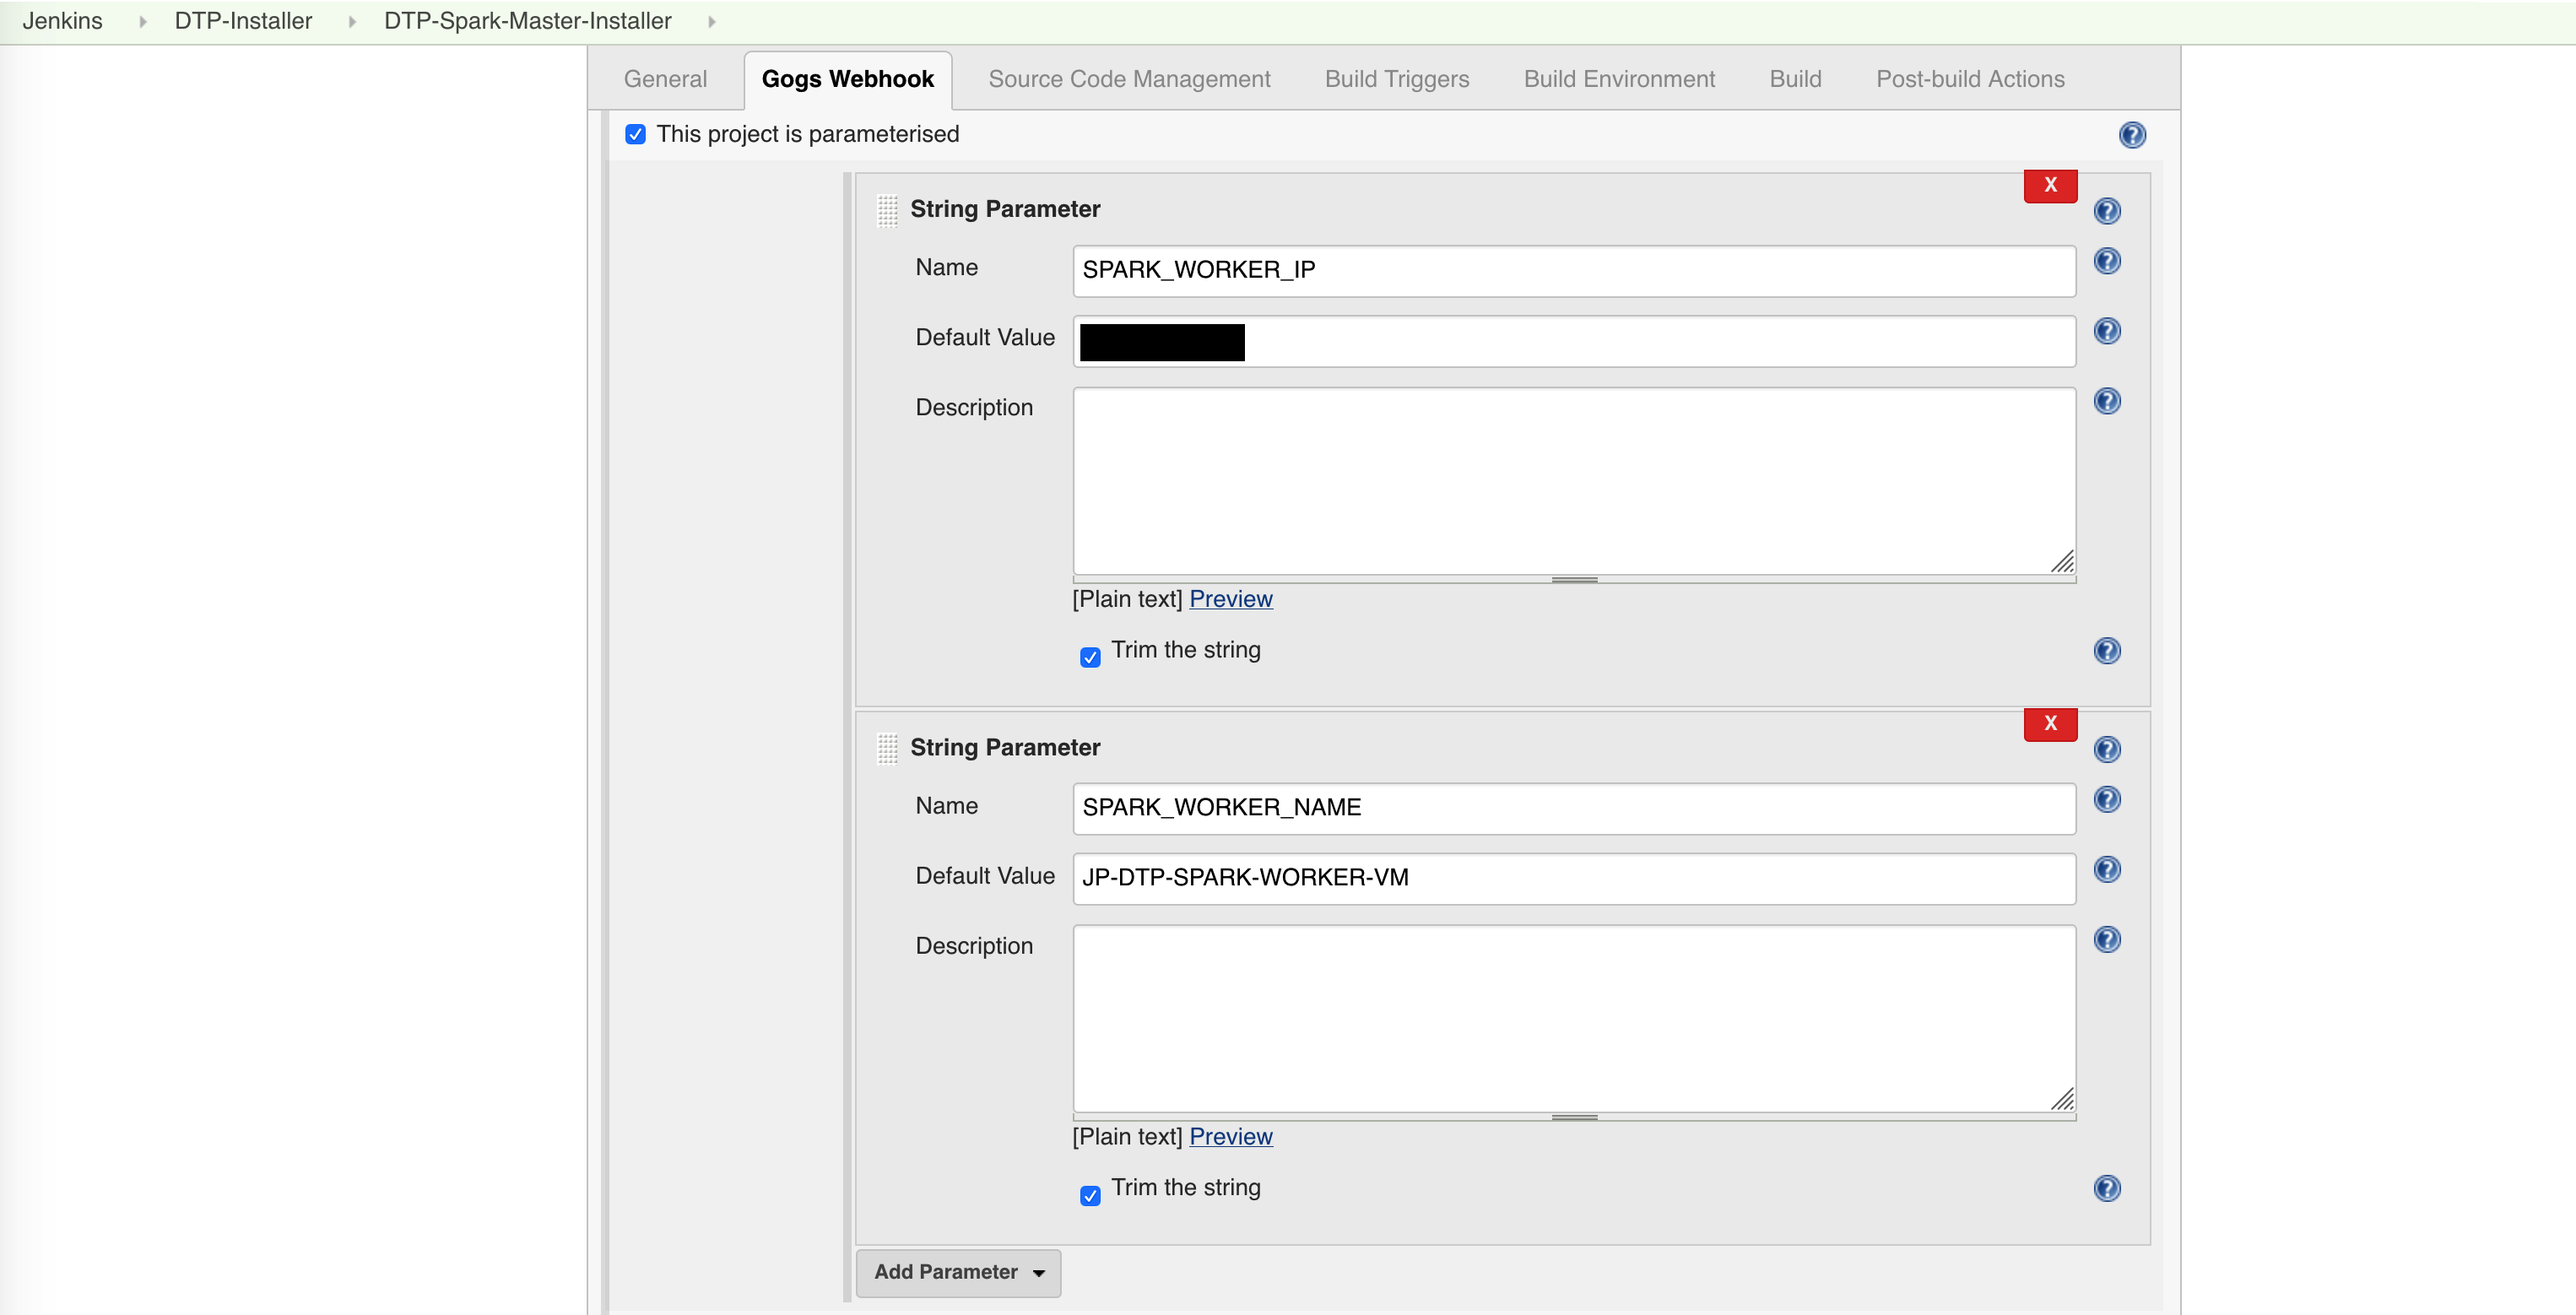 Jenkins DTP-Installer DTP-Spark-Master-Installer
General Gogs Webhook Source Code Management Build Triggers Build Environment Build Post-build Actions
This project is parameterised ?
X
String Parameter ?
Name SPARK_WORKER_IP ?
Default Value ?
Description ?
[Plain text] Preview
Trim the string ?
X
String Parameter ?
Name SPARK_WORKER_NAME ?
Default Value JP-DTP-SPARK-WORKER-VM ?
Description ?
[Plain text] Preview
Trim the string ?
Add Parameter